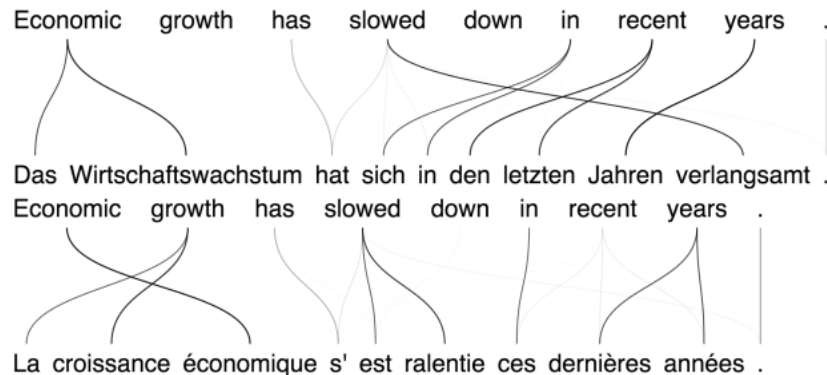 Economic growth has slowed down in recent years .
Das Wirtschaftswachstum hat sich in den letzten Jahren verlangsamt .
Economic growth has slowed down in recent years .
La croissance économique s' est ralentie ces dernières années .